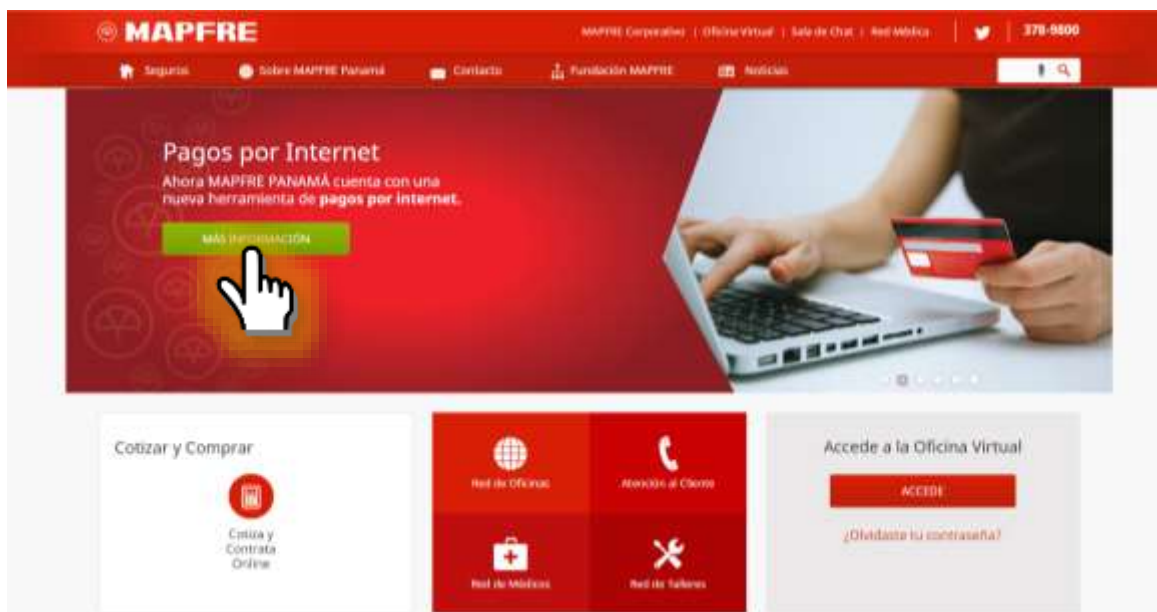 MAPFRE
MAPFRE Corporativo | Oficina Virtual | Sala de Chat | Red Médica
378-9800
Seguros
Sobre MAPFRE Panamá
Contacto
Fundación MAPFRE
Noticias
Pagos por Internet
Ahora MAPFRE PANAMÁ cuenta con una
nueva herramienta de pagos por internet.
MÁS INFORMACIÓN
Cotizar y Comprar
Cotiza y
Contrata
Online
Red de Oficinas
Atención al Cliente
Red de Médicos
Red de Talleres
Accede a la Oficina Virtual
ACCEDE
¿Olvidaste tu contraseña?